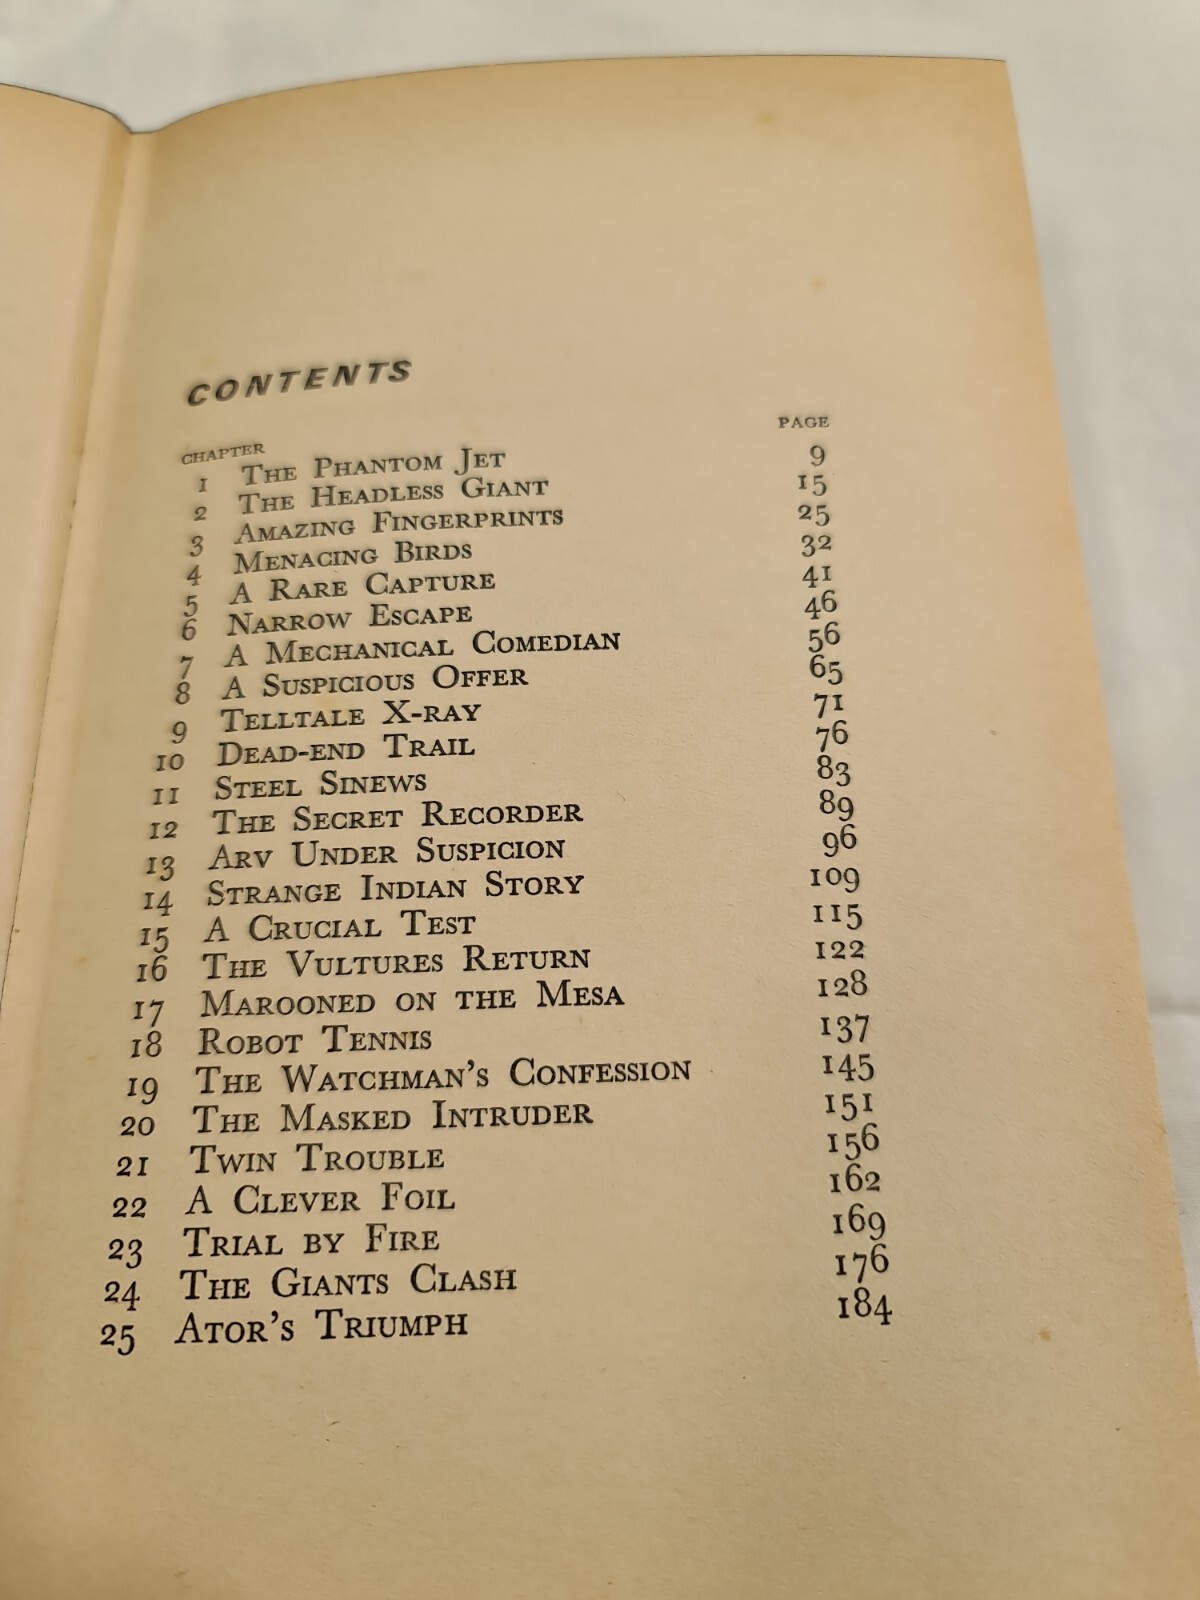 CONTENTS
CHAPTER PAGE
1 The Phantom Jet 9
2 The Headless Giant 15
3 Amazing Fingerprints 25
4 Menacing Birds 32
5 A Rare Capture 41
6 Narrow Escape 46
7 A Mechanical Comedian 56
8 A Suspicious Offer 65
9 Telltale X-ray 71
10 Dead-end Trail 76
11 Steel Sinews 83
12 The Secret Recorder 89
13 Arv Under Suspicion 96
14 Strange Indian Story 109
15 A Crucial Test 115
16 The Vultures Return 122
17 Marooned on the Mesa 128
18 Robot Tennis 137
19 The Watchman's Confession 145
20 The Masked Intruder 151
21 Twin Trouble 156
22 A Clever Foil 162
23 Trial by Fire 169
24 The Giants Clash 176
25 Ator's Triumph 184